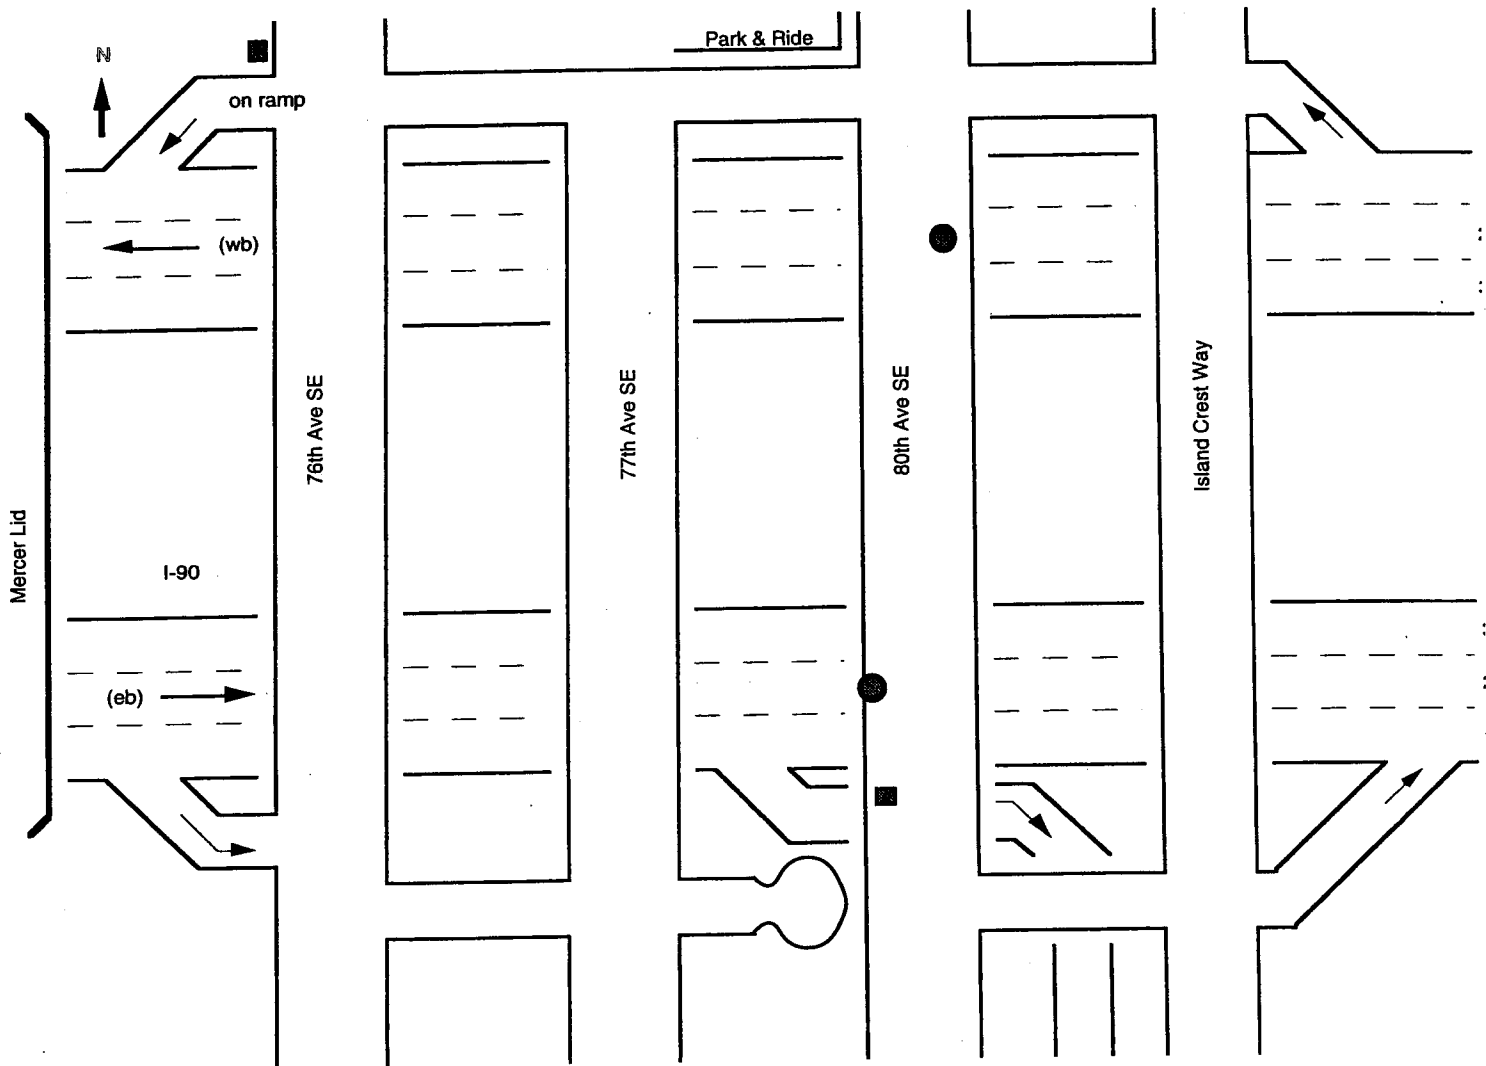 N
Park & Ride
on ramp
(wb)
76th Ave SE
77th Ave SE
80th Ave SE
Island Crest Way
Mercer Lid
I-90
(eb)